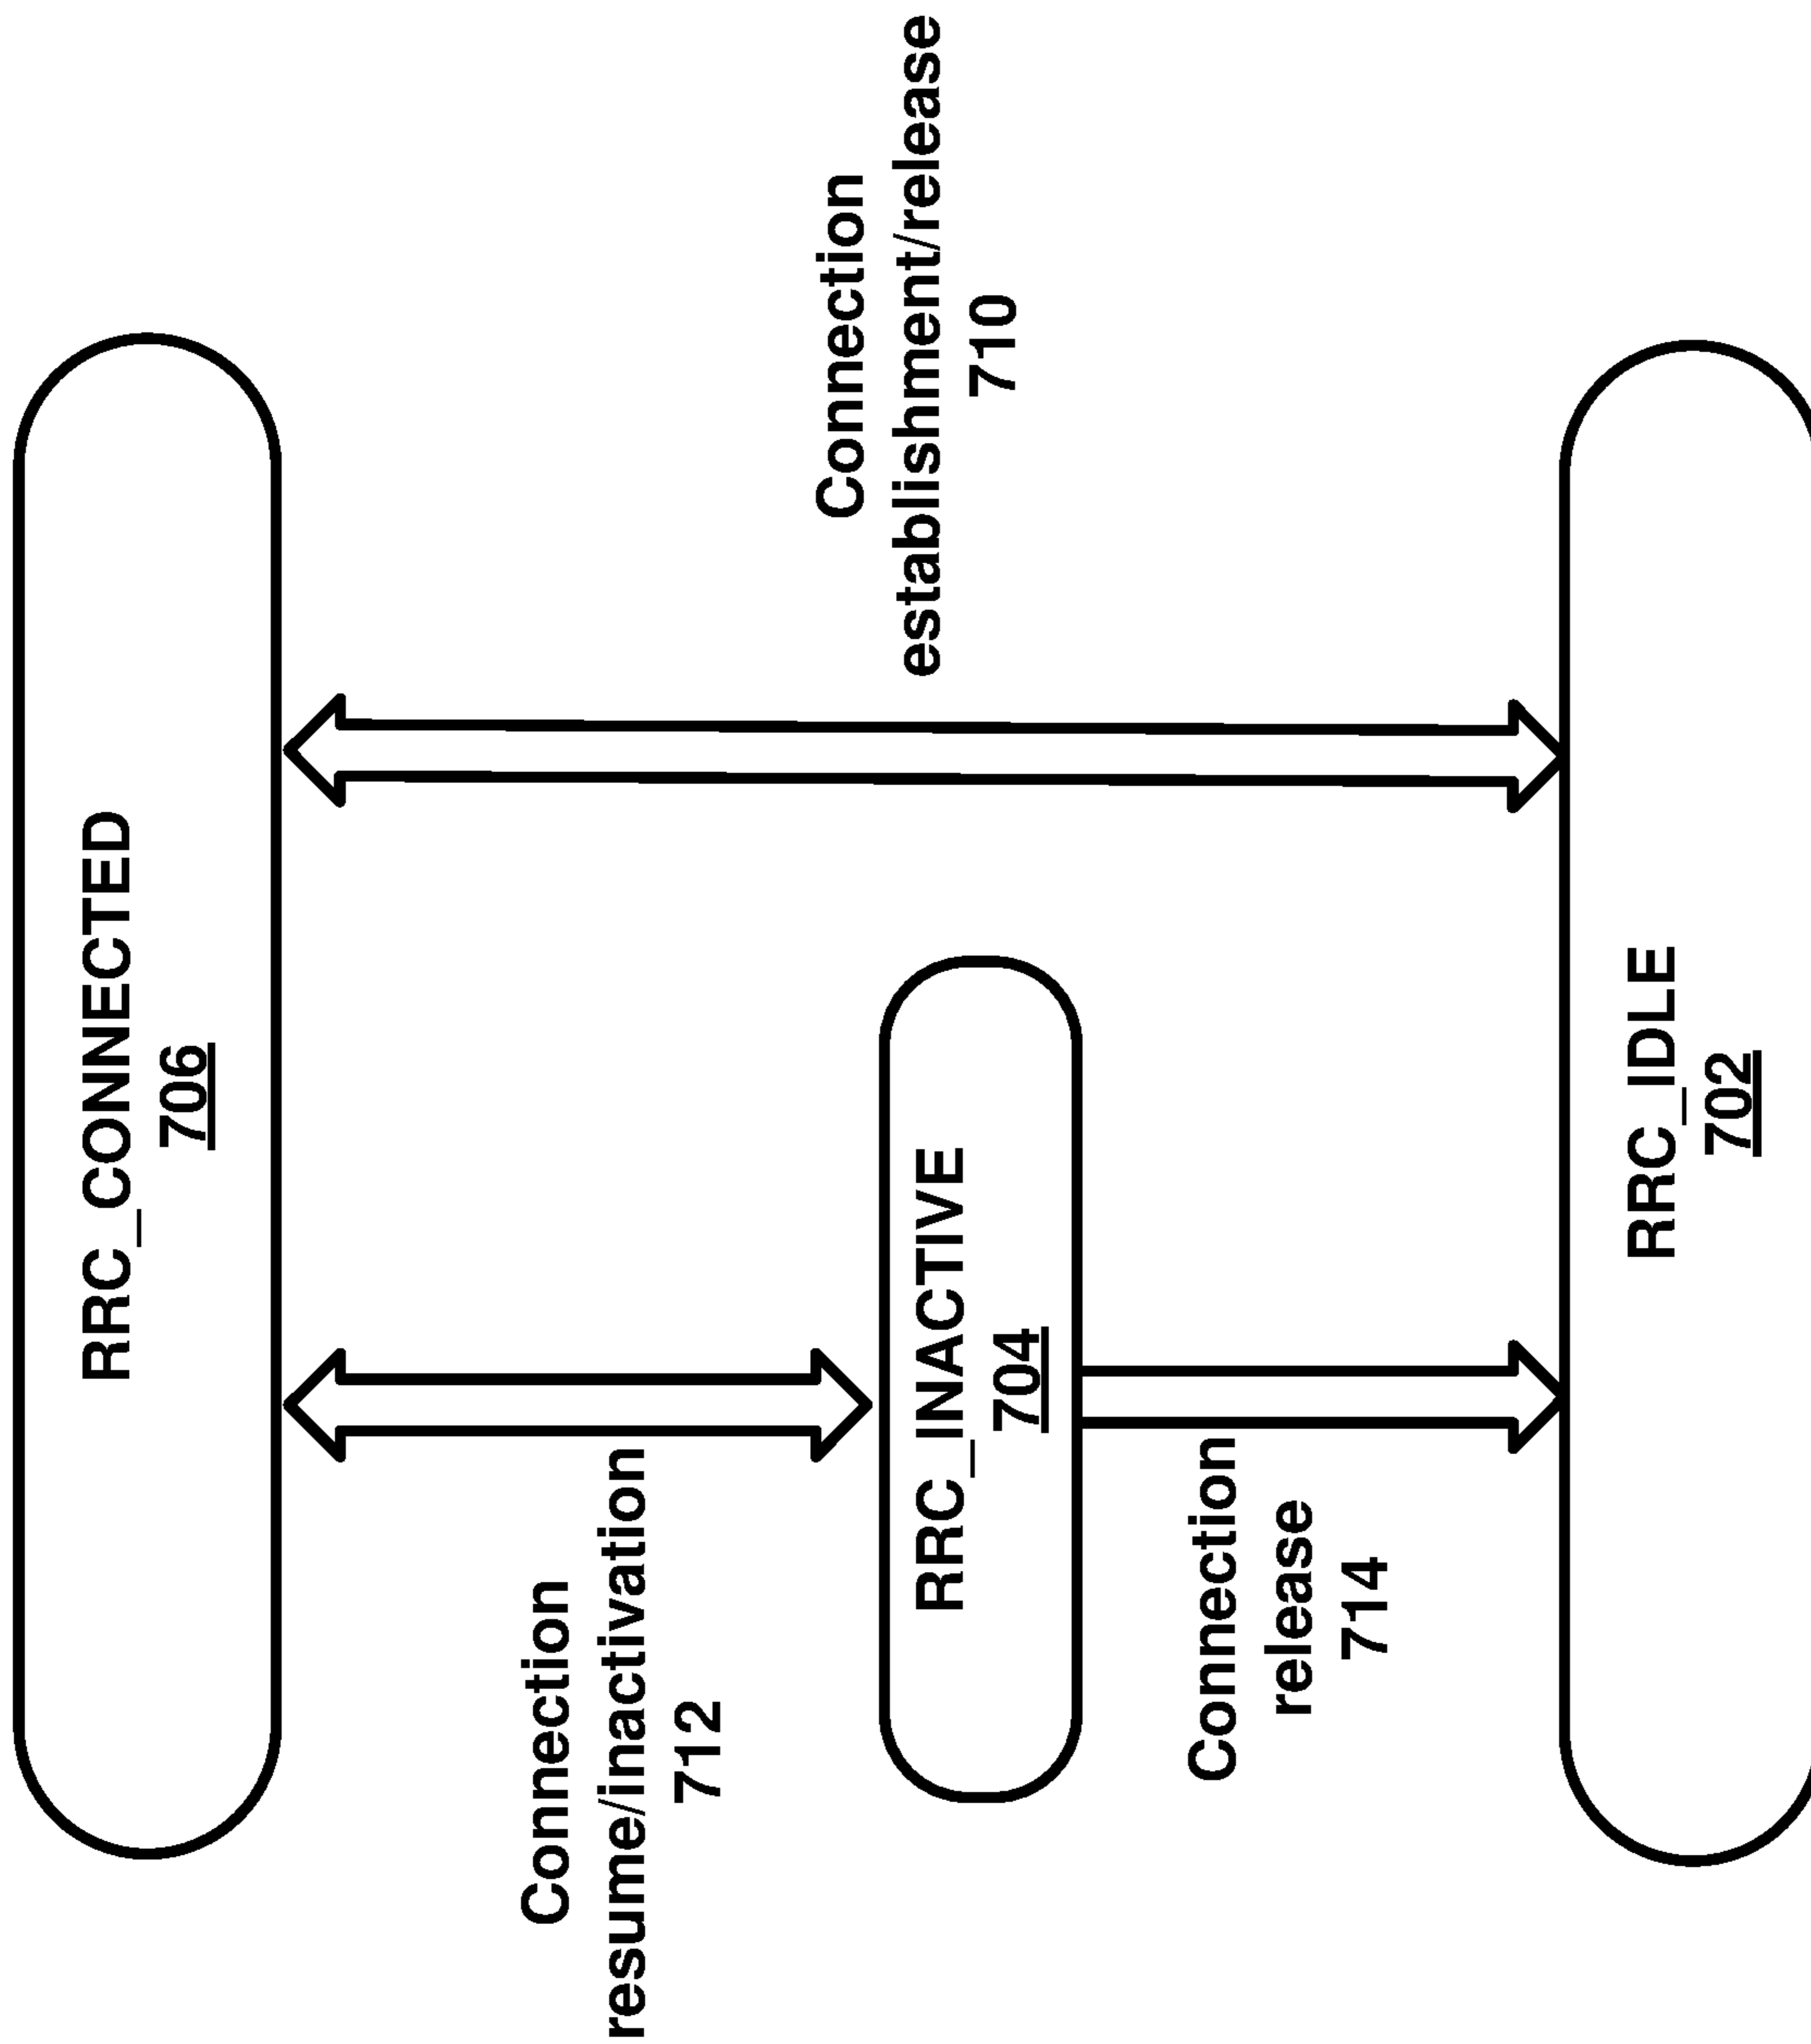 RRC_CONNECTED
706
Connection
resume/inactivation
712
Connection
establishment/release
710
RRC_INACTIVE
704
Connection
release
714
RRC_IDLE
702